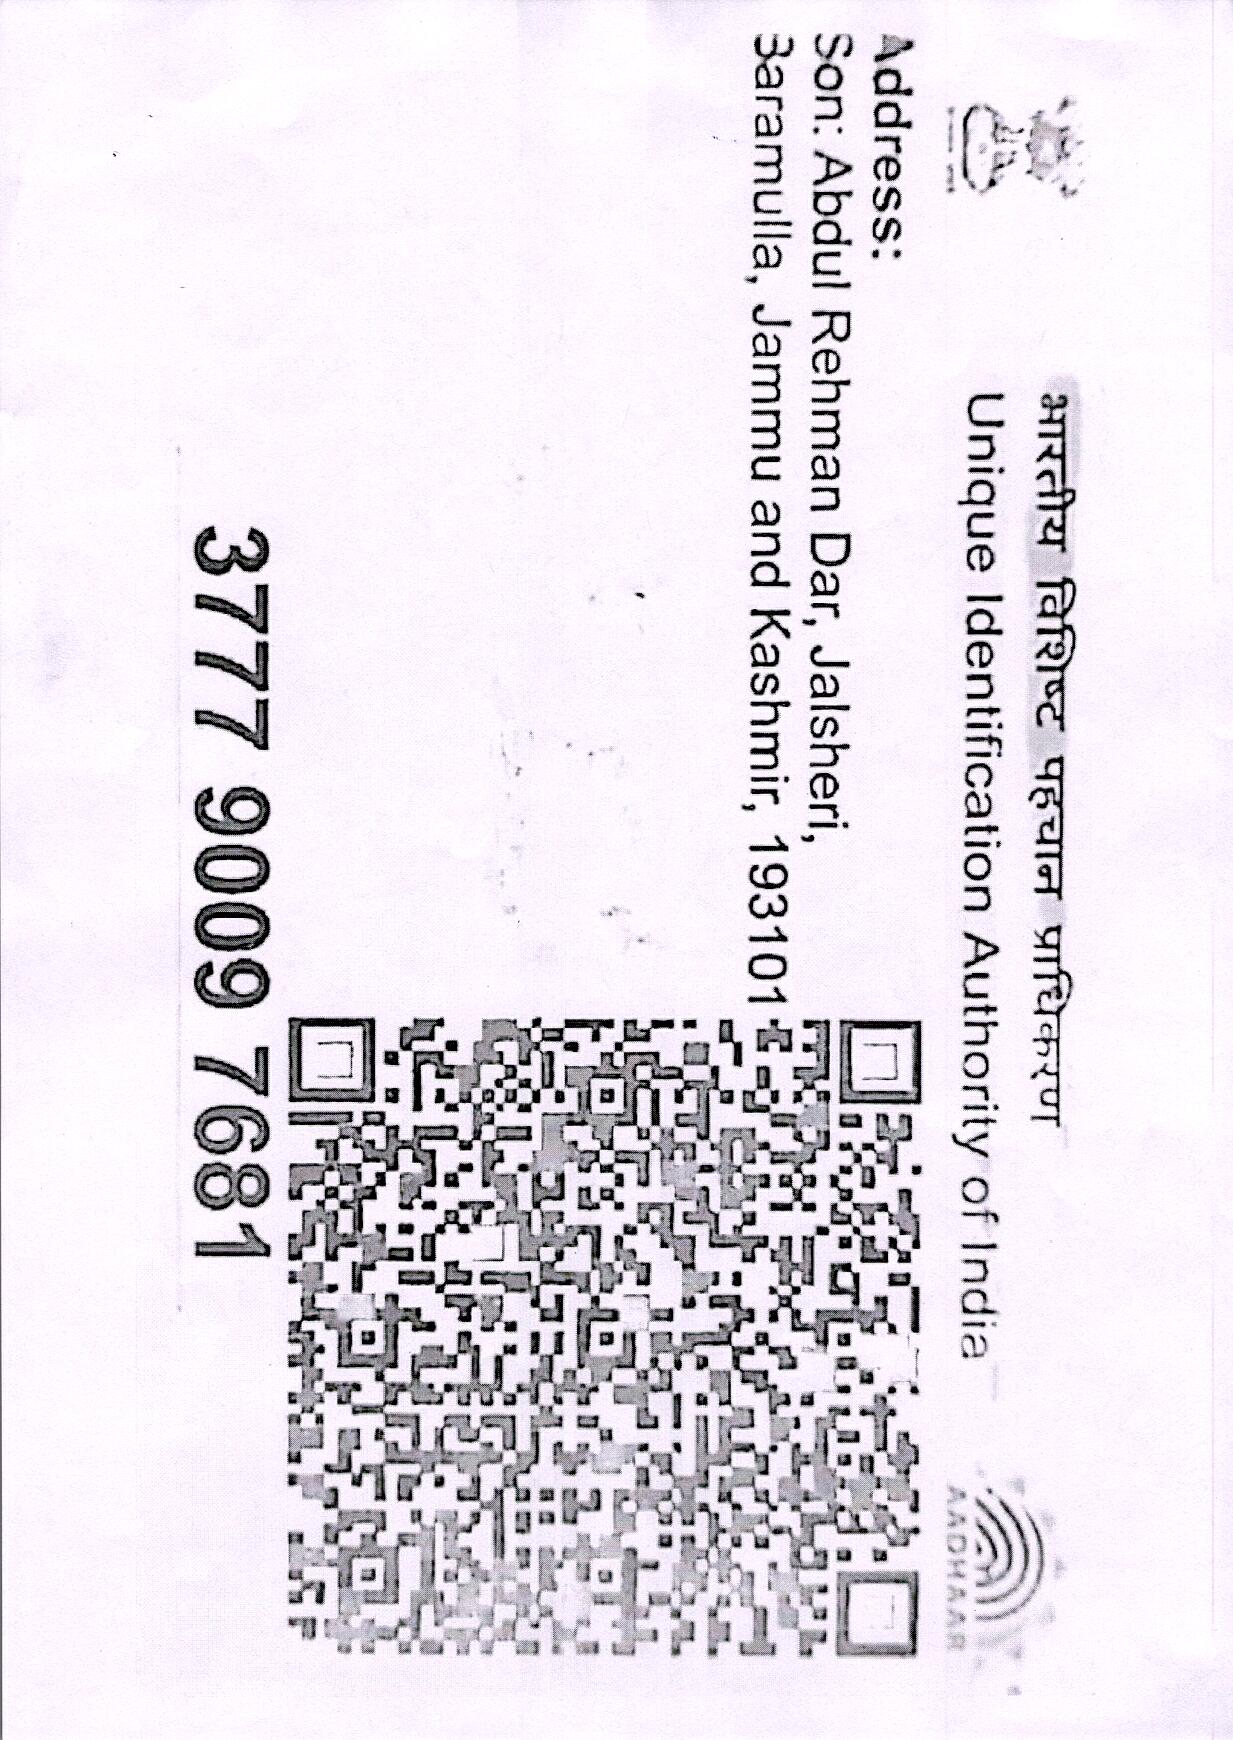 भारतीय विशिष्ट पहचान प्राधिकरण
Unique Identification Authority of India
AADHAAR
Address:
Son: Abdul Rehman Dar, Jalsheri,
Baramulla, Jammu and Kashmir, 193101
3777 9009 7681